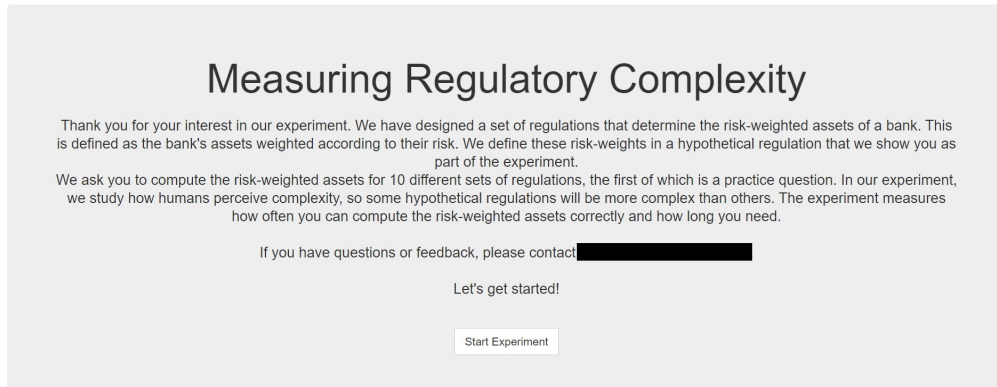 Measuring Regulatory Complexity
Thank you for your interest in our experiment. We have designed a set of regulations that determine the risk-weighted assets of a bank. This
is defined as the bank's assets weighted according to their risk. We define these risk-weights in a hypothetical regulation that we show you as
part of the experiment.
We ask you to compute the risk-weighted assets for 10 different sets of regulations, the first of which is a practice question. In our experiment,
we study how humans perceive complexity, so some hypothetical regulations will be more complex than others. The experiment measures
how often you can compute the risk-weighted assets correctly and how long you need.
If you have questions or feedback, please contact
Let's get started!
Start Experiment